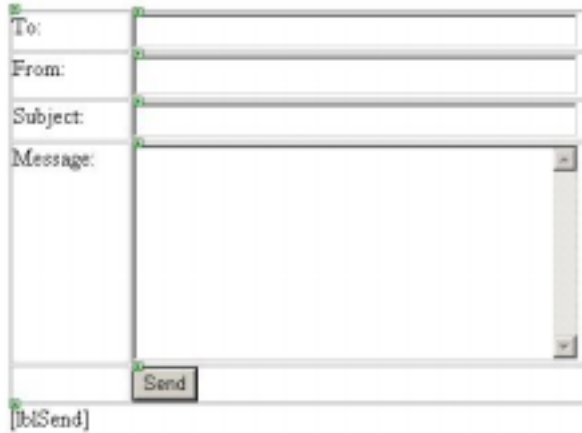 To:
From:
Subject:
Message:
Send
[lblSend]